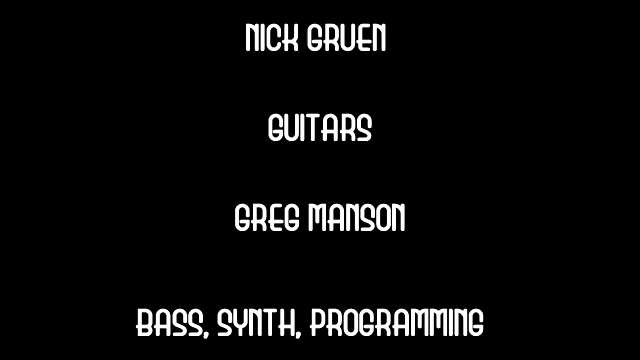 NICK GRUEN
GUITARS
GREG MANSON
BASS, SYNTH, PROGRAMMING